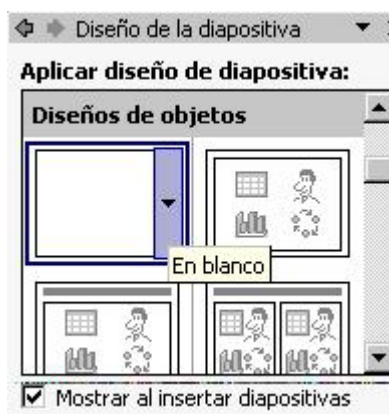 Diseño de la diapositiva
Aplicar diseño de diapositiva:
Diseños de objetos
En blanco
Mostrar al insertar diapositivas